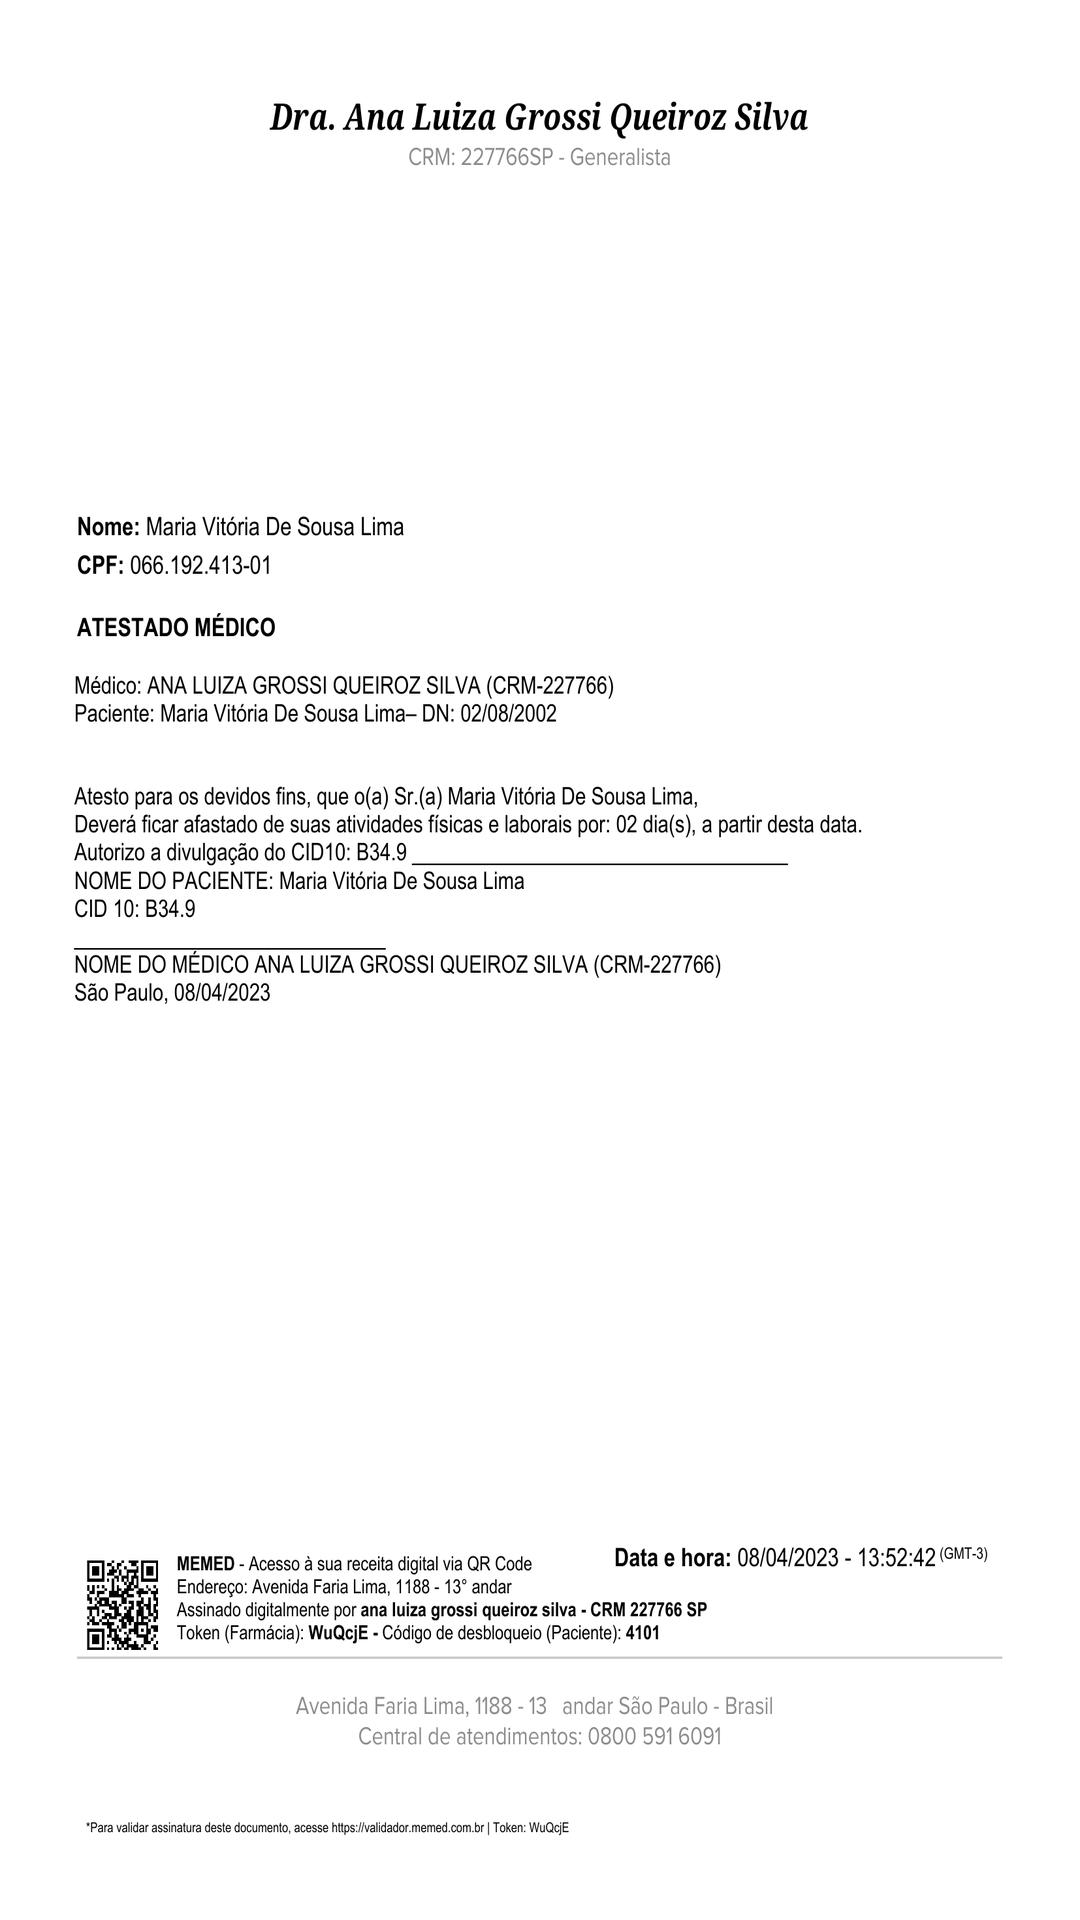 Dra. Ana Luiza Grossi Queiroz Silva
CRM: 227766SP - Generalista
Nome: Maria Vitória De Sousa Lima
CPF: 066.192.413-01
ATESTADO MÉDICO
Médico: ANA LUIZA GROSSI QUEIROZ SILVA (CRM-227766)
Paciente: Maria Vitória De Sousa Lima– DN: 02/08/2002
Atesto para os devidos fins, que o(a) Sr.(a) Maria Vitória De Sousa Lima,
Deverá ficar afastado de suas atividades físicas e laborais por: 02 dia(s), a partir desta data.
Autorizo a divulgação do CID10: B34.9 ______________________________
NOME DO PACIENTE: Maria Vitória De Sousa Lima
CID 10: B34.9
_________________________
NOME DO MÉDICO ANA LUIZA GROSSI QUEIROZ SILVA (CRM-227766)
São Paulo, 08/04/2023
MEMED - Acesso à sua receita digital via QR Code
Endereço: Avenida Faria Lima, 1188 - 13° andar
Assinado digitalmente por ana luiza grossi queiroz silva - CRM 227766 SP
Token (Farmácia): WuQcjE - Código de desbloqueio (Paciente): 4101
Data e hora: 08/04/2023 - 13:52:42 (GMT-3)
Avenida Faria Lima, 1188 - 13 andar São Paulo - Brasil
Central de atendimentos: 0800 591 6091
*Para validar assinatura deste documento, acesse https://validador.memed.com.br | Token: WuQcjE